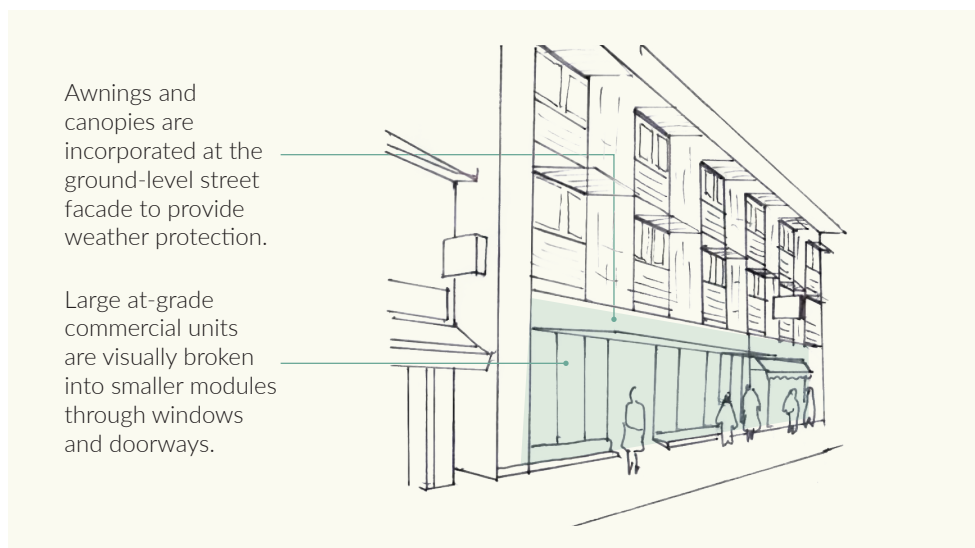 Awnings and
canopies are
incorporated at the
ground-level street
facade to provide
weather protection.
Large at-grade
commercial units
are visually broken
into smaller modules
through windows
and doorways.